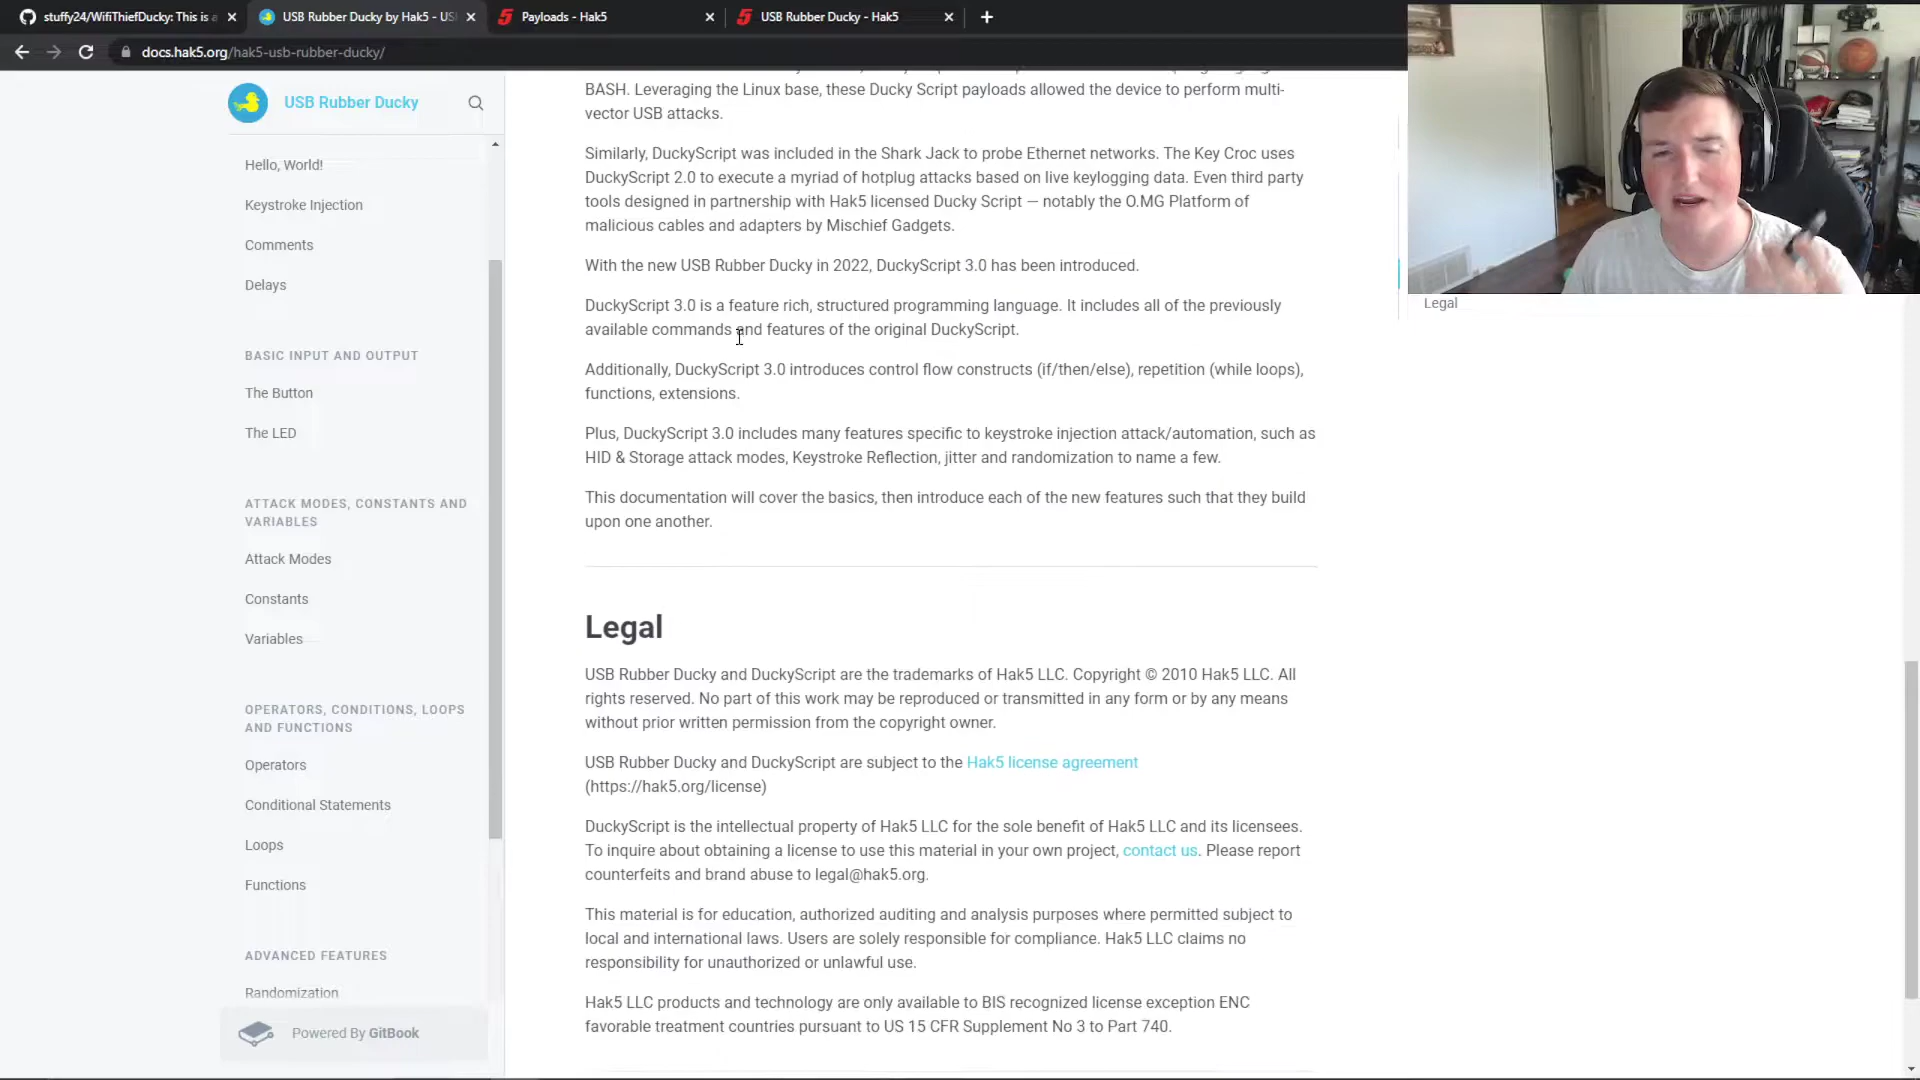 stuffy24/WifiThiefDucky: This is a
USB Rubber Ducky by Hak5 - US
Payloads - Hak5
USB Rubber Ducky - Hak5
docs.hak5.org/hak5-usb-rubber-ducky/
USB Rubber Ducky
Hello, World!
Keystroke Injection
Comments
Delays
BASIC INPUT AND OUTPUT
The Button
The LED
ATTACK MODES, CONSTANTS AND
VARIABLES
Attack Modes
Constants
Variables
OPERATORS, CONDITIONS, LOOPS
AND FUNCTIONS
Operators
Conditional Statements
Loops
Functions
ADVANCED FEATURES
Randomization
Powered By GitBook
BASH. Leveraging the Linux base, these Ducky Script payloads allowed the device to perform multi-
vector USB attacks.
Similarly, DuckyScript was included in the Shark Jack to probe Ethernet networks. The Key Croc uses
DuckyScript 2.0 to execute a myriad of hotplug attacks based on live keylogging data. Even third party
tools designed in partnership with Hak5 licensed Ducky Script — notably the O.MG Platform of
malicious cables and adapters by Mischief Gadgets.
With the new USB Rubber Ducky in 2022, DuckyScript 3.0 has been introduced.
DuckyScript 3.0 is a feature rich, structured programming language. It includes all of the previously
available commands and features of the original DuckyScript.
Additionally, DuckyScript 3.0 introduces control flow constructs (if/then/else), repetition (while loops),
functions, extensions.
Plus, DuckyScript 3.0 includes many features specific to keystroke injection attack/automation, such as
HID & Storage attack modes, Keystroke Reflection, jitter and randomization to name a few.
This documentation will cover the basics, then introduce each of the new features such that they build
upon one another.
Legal
USB Rubber Ducky and DuckyScript are the trademarks of Hak5 LLC. Copyright © 2010 Hak5 LLC. All
rights reserved. No part of this work may be reproduced or transmitted in any form or by any means
without prior written permission from the copyright owner.
USB Rubber Ducky and DuckyScript are subject to the Hak5 license agreement
(https://hak5.org/license)
DuckyScript is the intellectual property of Hak5 LLC for the sole benefit of Hak5 LLC and its licensees.
To inquire about obtaining a license to use this material in your own project, contact us. Please report
counterfeits and brand abuse to legal@hak5.org.
This material is for education, authorized auditing and analysis purposes where permitted subject to
local and international laws. Users are solely responsible for compliance. Hak5 LLC claims no
responsibility for unauthorized or unlawful use.
Hak5 LLC products and technology are only available to BIS recognized license exception ENC
favorable treatment countries pursuant to US 15 CFR Supplement No 3 to Part 740.
Legal